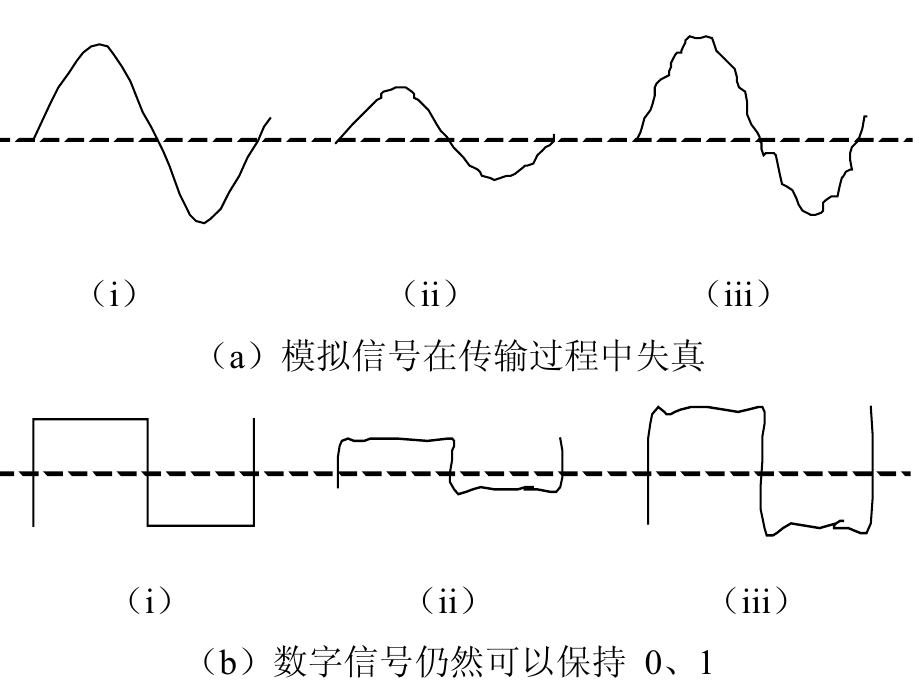 （i） （ii） （iii）
（a）模拟信号在传输过程中失真
（i） （ii） （iii）
（b）数字信号仍然可以保持 0、1